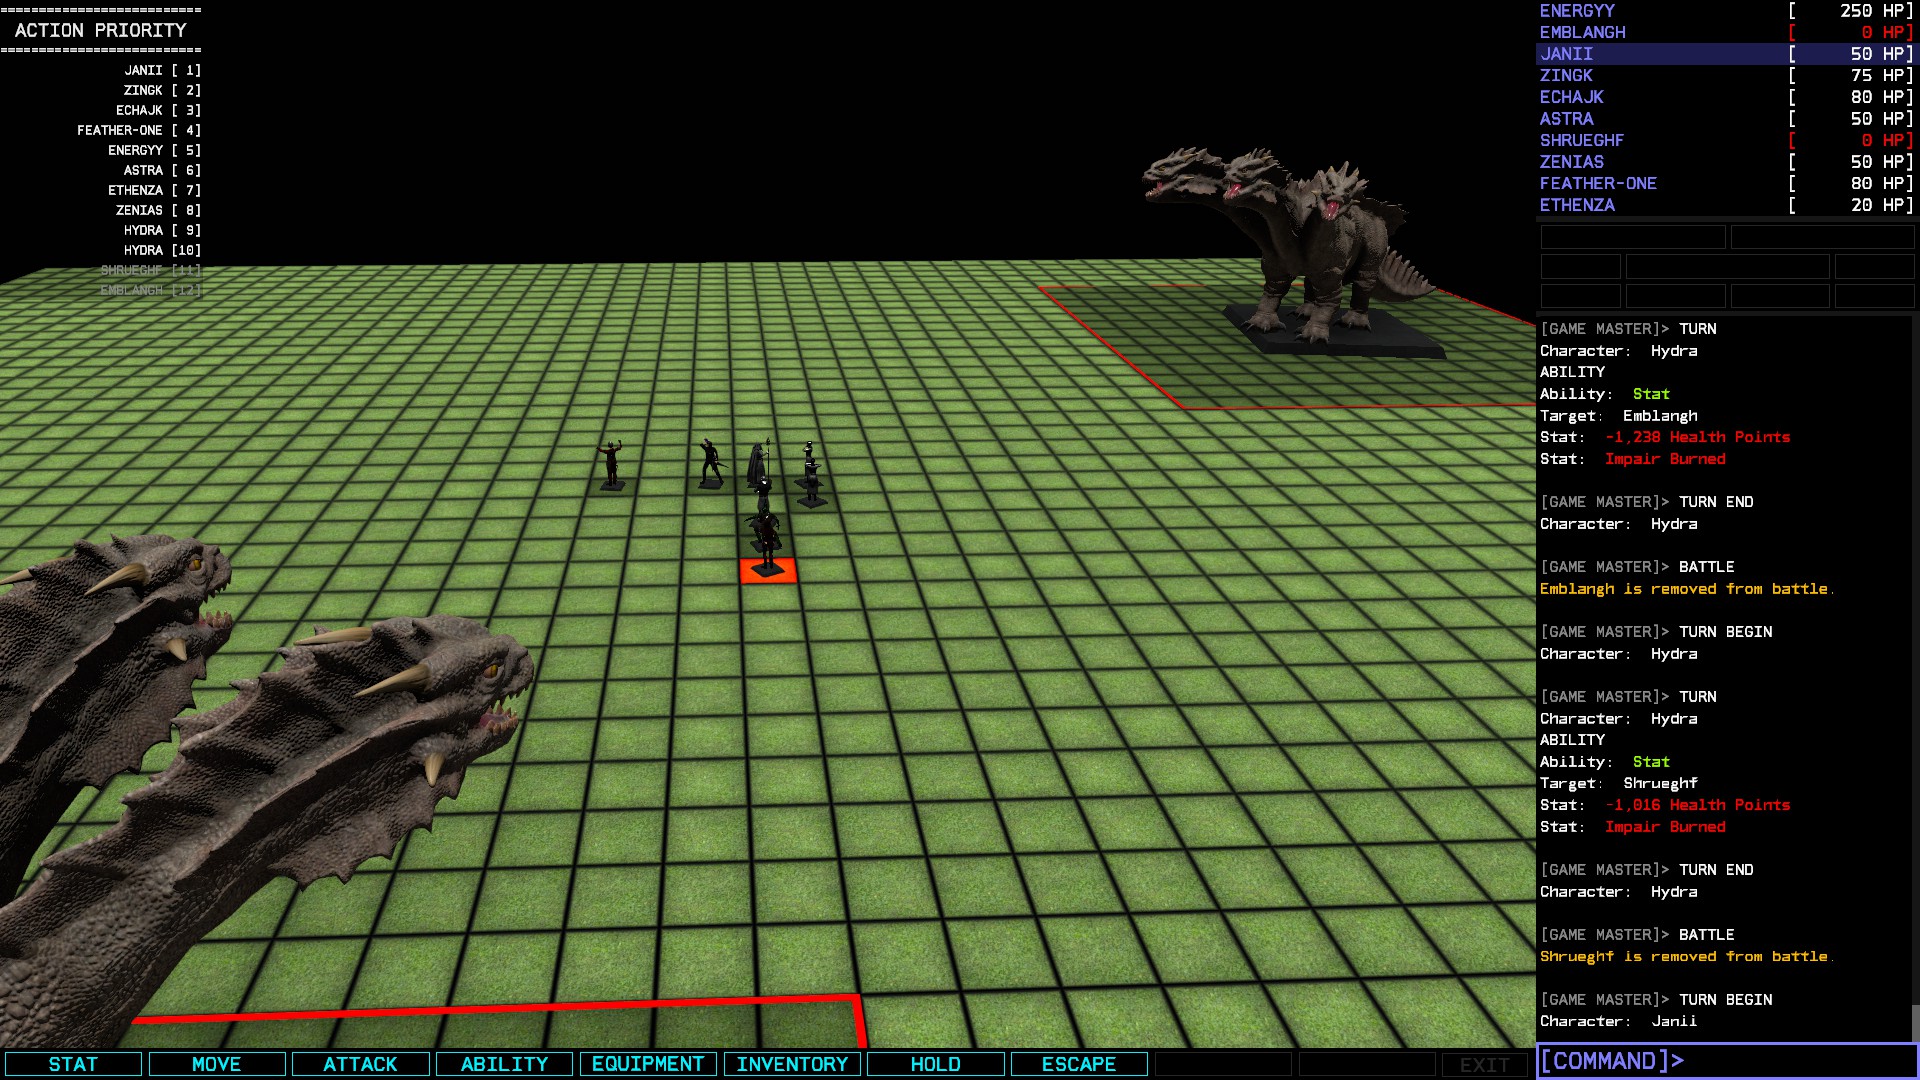 ========================
ACTION PRIORITY
========================
JANII [ 1]
ZINGK [ 2]
ECHAJK [ 3]
FEATHER-ONE [ 4]
ENERGYY [ 5]
ASTRA [ 6]
ETHENZA [ 7]
ZENIAS [ 8]
HYDRA [ 9]
HYDRA [10]
SHRUEGHF [11]
EMBLANGH [12]
ENERGYY [ 250 HP]
EMBLANGH [ 0 HP]
JANII [ 50 HP]
ZINGK [ 75 HP]
ECHAJK [ 80 HP]
ASTRA [ 50 HP]
SHRUEGHF [ 0 HP]
ZENIAS [ 50 HP]
FEATHER-ONE [ 80 HP]
ETHENZA [ 20 HP]
[GAME MASTER]> TURN
Character: Hydra
ABILITY
Ability: Stat
Target: Emblangh
Stat: -1,238 Health Points
Stat: Impair Burned
[GAME MASTER]> TURN END
Character: Hydra
[GAME MASTER]> BATTLE
Emblangh is removed from battle.
[GAME MASTER]> TURN BEGIN
Character: Hydra
[GAME MASTER]> TURN
Character: Hydra
ABILITY
Ability: Stat
Target: Shrueghf
Stat: -1,016 Health Points
Stat: Impair Burned
[GAME MASTER]> TURN END
Character: Hydra
[GAME MASTER]> BATTLE
Shrueghf is removed from battle.
[GAME MASTER]> TURN BEGIN
Character: Janii
STAT MOVE ATTACK ABILITY EQUIPMENT INVENTORY HOLD ESCAPE EXIT
[COMMAND]>